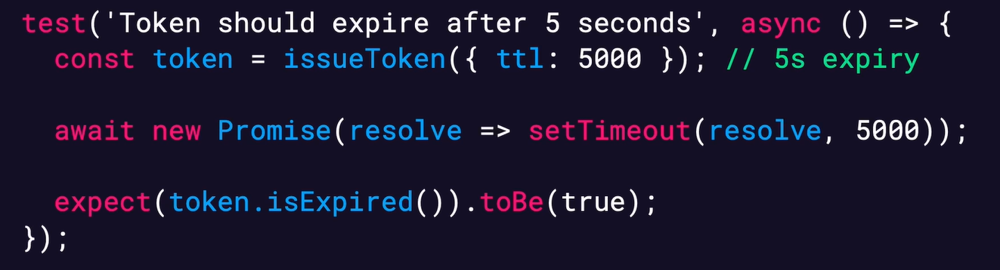 test('Token should expire after 5 seconds', async () => {
  const token = issueToken({ ttl: 5000 }); // 5s expiry
  await new Promise(resolve => setTimeout(resolve, 5000));
  expect(token.isExpired()).toBe(true);
});